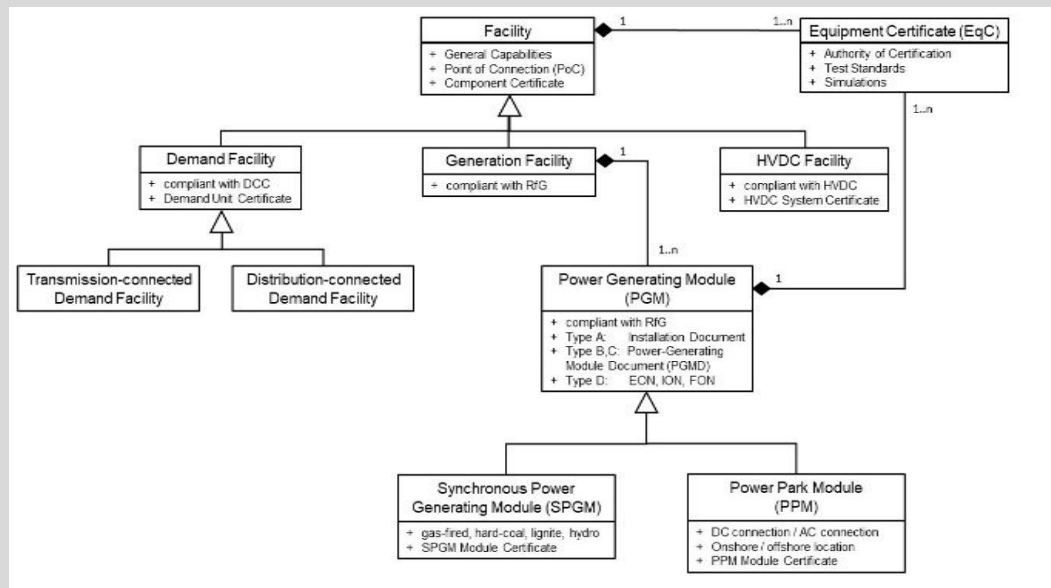 Facility
+ General Capabilities
+ Point of Connection (PoC)
+ Component Certificate
1
1..n
Equipment Certificate (EqC)
+ Authority of Certification
+ Test Standards
+ Simulations
1..n
Demand Facility
+ compliant with DCC
+ Demand Unit Certificate
Generation Facility
+ compliant with RfG
1
HVDC Facility
+ compliant with HVDC
+ HVDC System Certificate
Transmission-connected
Demand Facility
Distribution-connected
Demand Facility
1..n
Power Generating Module
(PGM)
+ compliant with RfG
+ Type A: Installation Document
+ Type B,C: Power-Generating
Module Document (PGMD)
+ Type D: EON, ION, FON
1
Synchronous Power
Generating Module (SPGM)
+ gas-fired, hard-coal, lignite, hydro
+ SPGM Module Certificate
Power Park Module
(PPM)
+ DC connection / AC connection
+ Onshore / offshore location
+ PPM Module Certificate